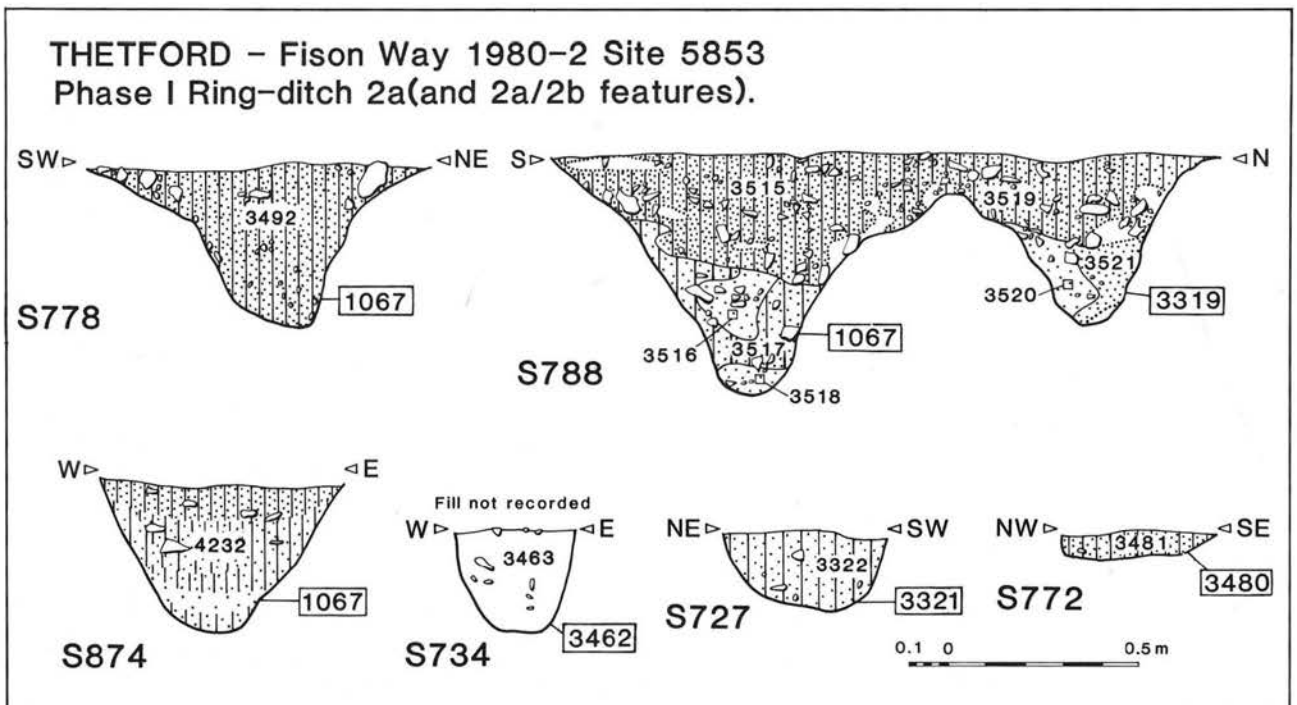 THETFORD – Fison Way 1980–2 Site 5853
Phase I Ring-ditch 2a(and 2a/2b features).
SW
NE
3492
1067
S778
S
N
3515
3519
3521
3520
3319
3516
3517
1067
3518
S788
W
E
4232
1067
S874
Fill not recorded
W
E
3463
3462
S734
NE
SW
3322
3321
S727
NW
SE
3481
3480
S772
0.1 0 0.5 m